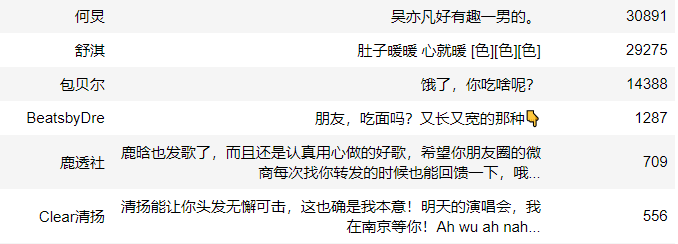 何炅 吴亦凡好有趣一男的。 30891
舒淇 肚子暖暖 心就暖 [色][色][色] 29275
包贝尔 饿了，你吃啥呢? 14388
BeatsbyDre 朋友，吃面吗？又长又宽的那种👇 1287
鹿透社 鹿晗也发歌了，而且还是认真用心做的好歌，希望你朋友圈的微 709
商每次找你转发的时候也能回馈一下，哦...
Clear清扬 清扬能让你头发无懈可击，这也确是我本意！明天的演唱会，我 556
在南京等你！Ah wu ah nah...